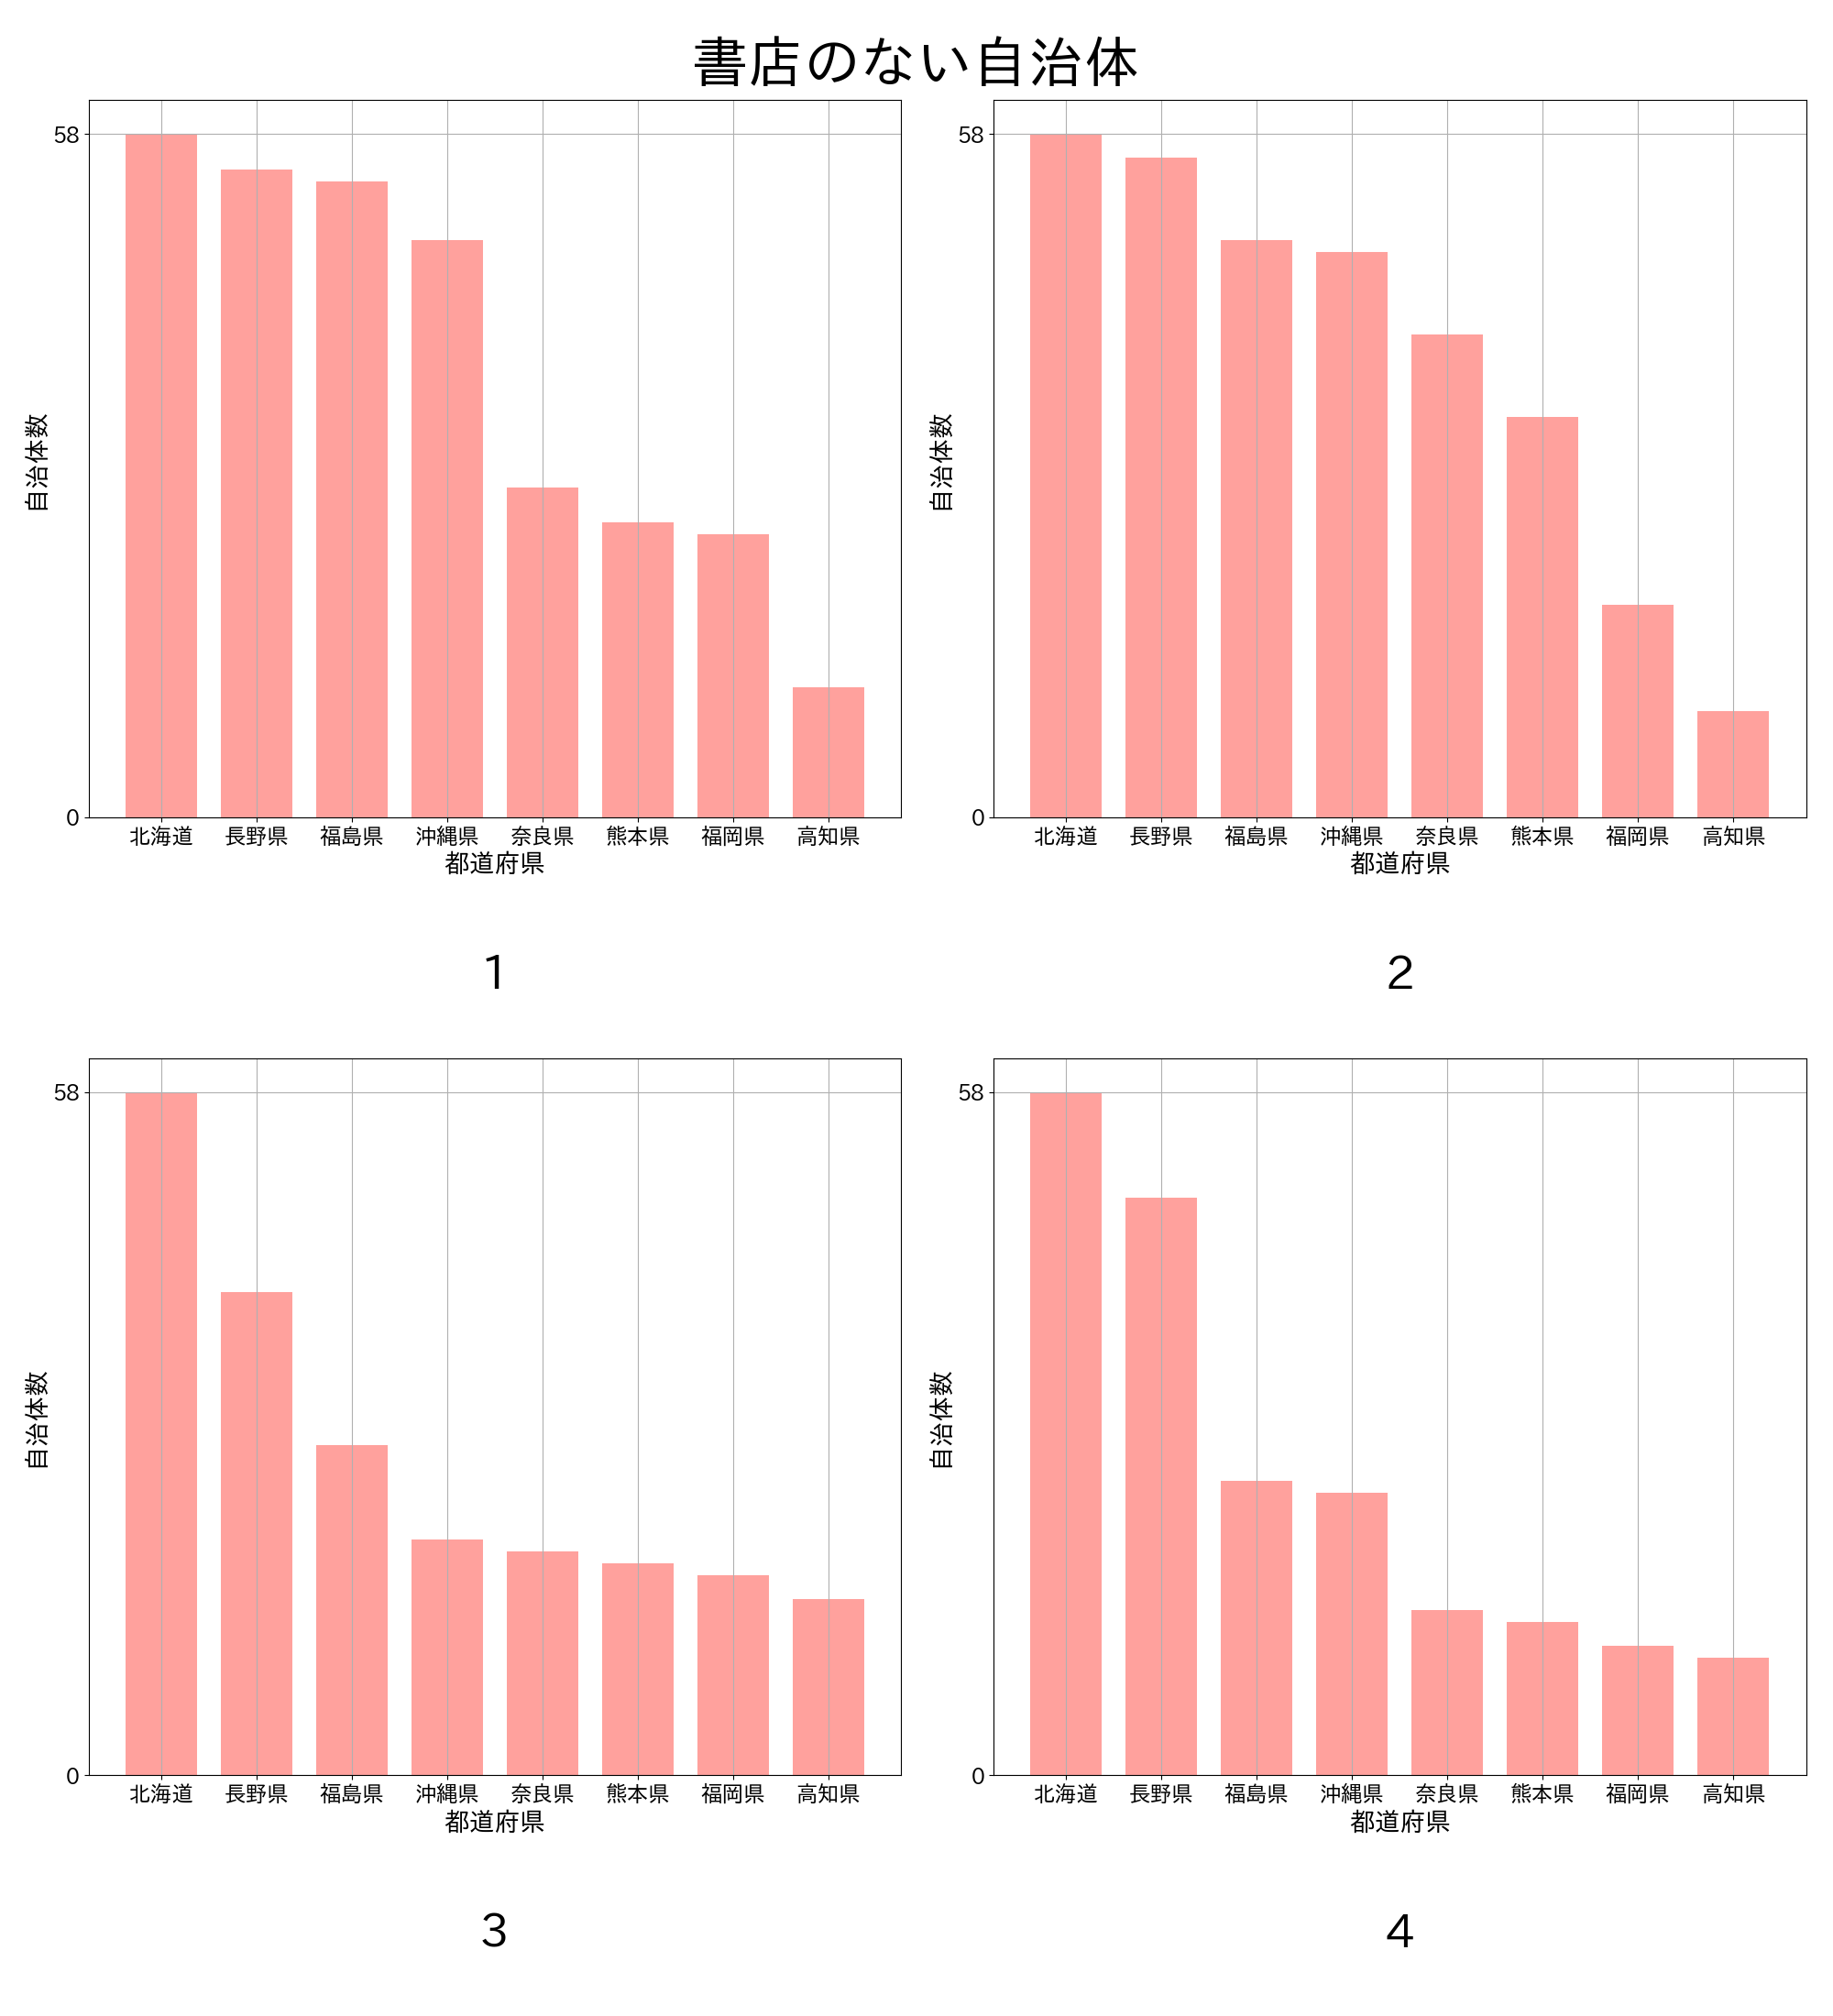 書店のない自治体
58
0
自治体数
北海道 長野県 福島県 沖縄県 奈良県 熊本県 福岡県 高知県
都道府県
1
58
0
自治体数
北海道 長野県 福島県 沖縄県 奈良県 熊本県 福岡県 高知県
都道府県
2
58
0
自治体数
北海道 長野県 福島県 沖縄県 奈良県 熊本県 福岡県 高知県
都道府県
3
58
0
自治体数
北海道 長野県 福島県 沖縄県 奈良県 熊本県 福岡県 高知県
都道府県
4